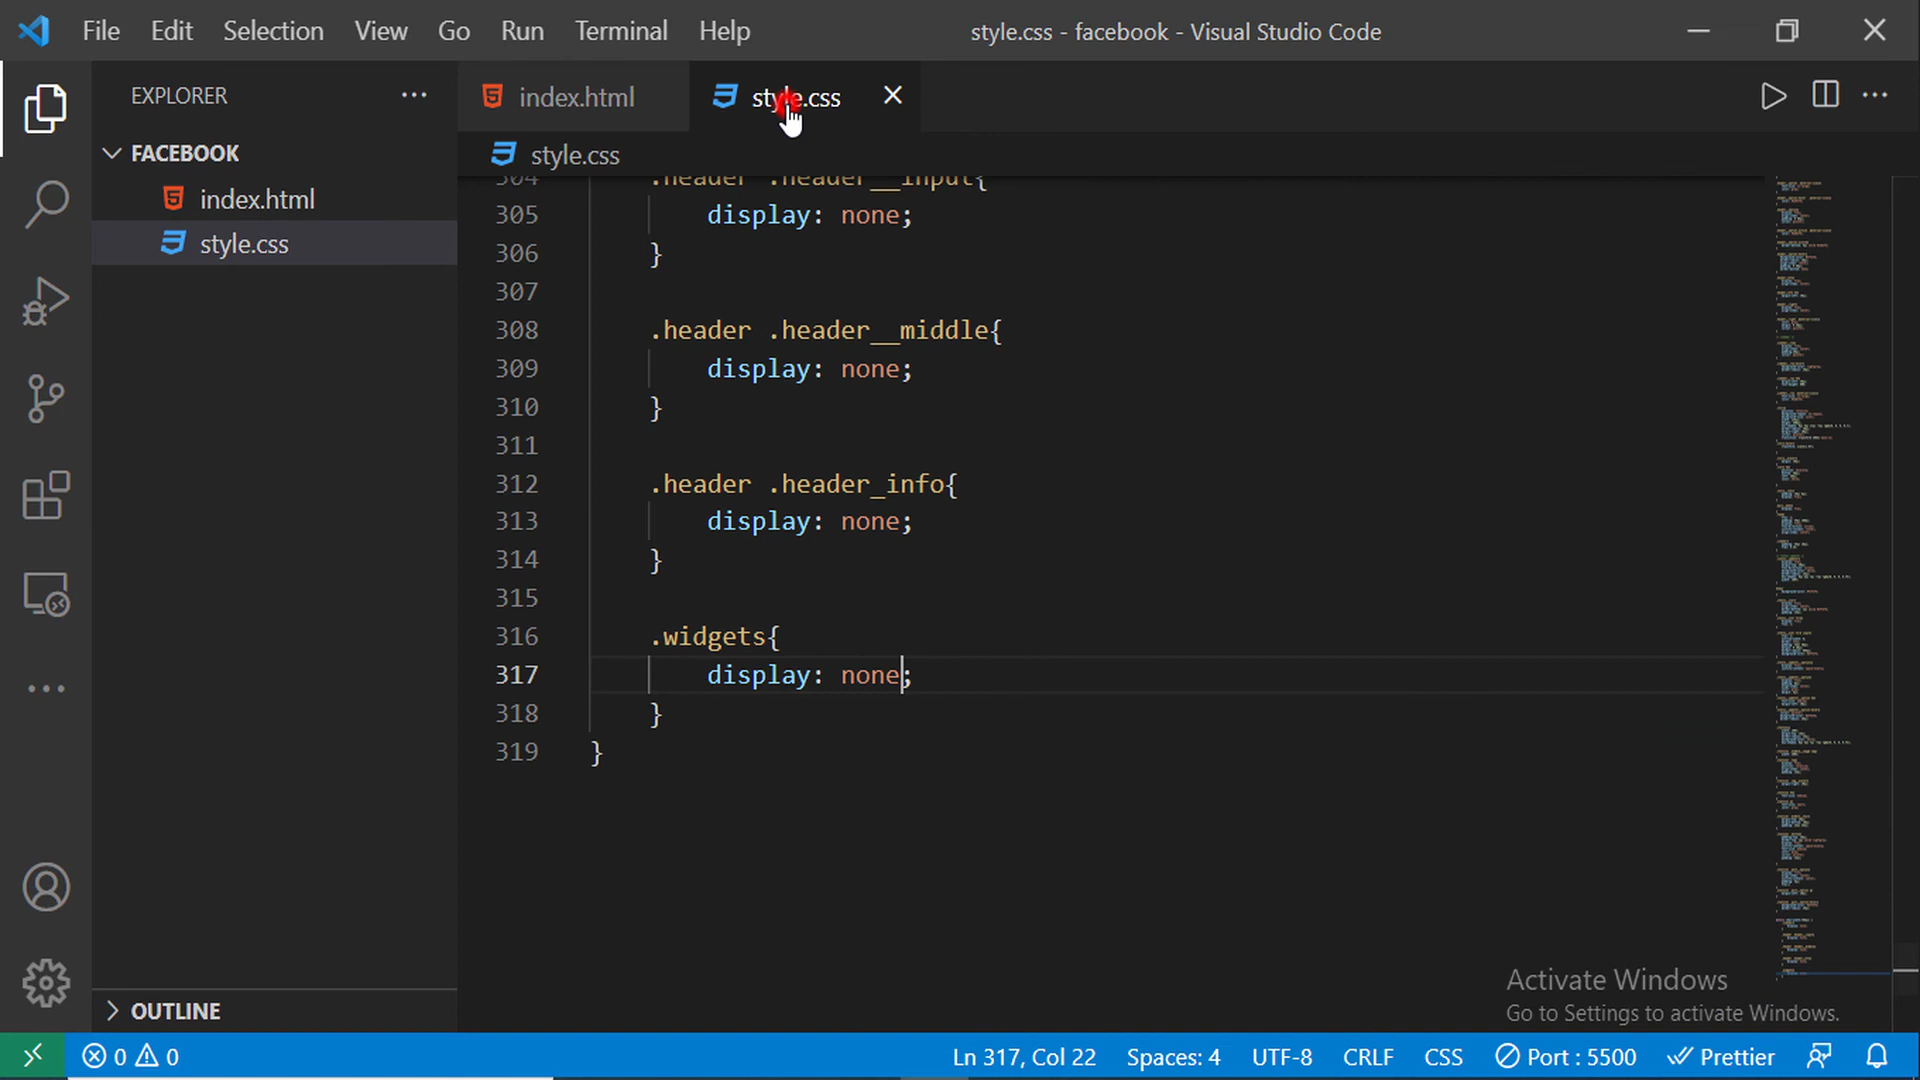 File Edit Selection View Go Run Terminal Help
style.css - facebook - Visual Studio Code
EXPLORER
index.html
style.css
FACEBOOK
index.html
style.css
style.css
304 .header .header__input{
305 display: none;
306 }
307
308 .header .header__middle{
309 display: none;
310 }
311
312 .header .header_info{
313 display: none;
314 }
315
316 .widgets{
317 display: none;
318 }
319 }
OUTLINE
Activate Windows
Go to Settings to activate Windows.
0 0
Ln 317, Col 22 Spaces: 4 UTF-8 CRLF CSS Port : 5500 Prettier